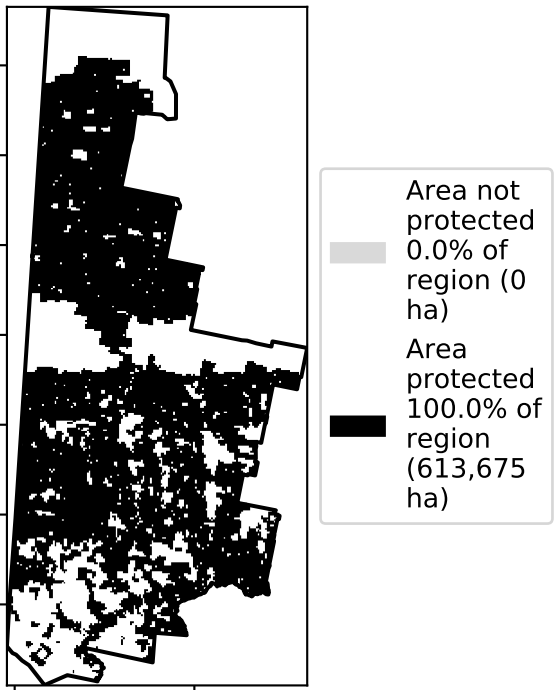 Area not
protected
0.0% of
region (0
ha)
Area
protected
100.0% of
region
(613,675
ha)